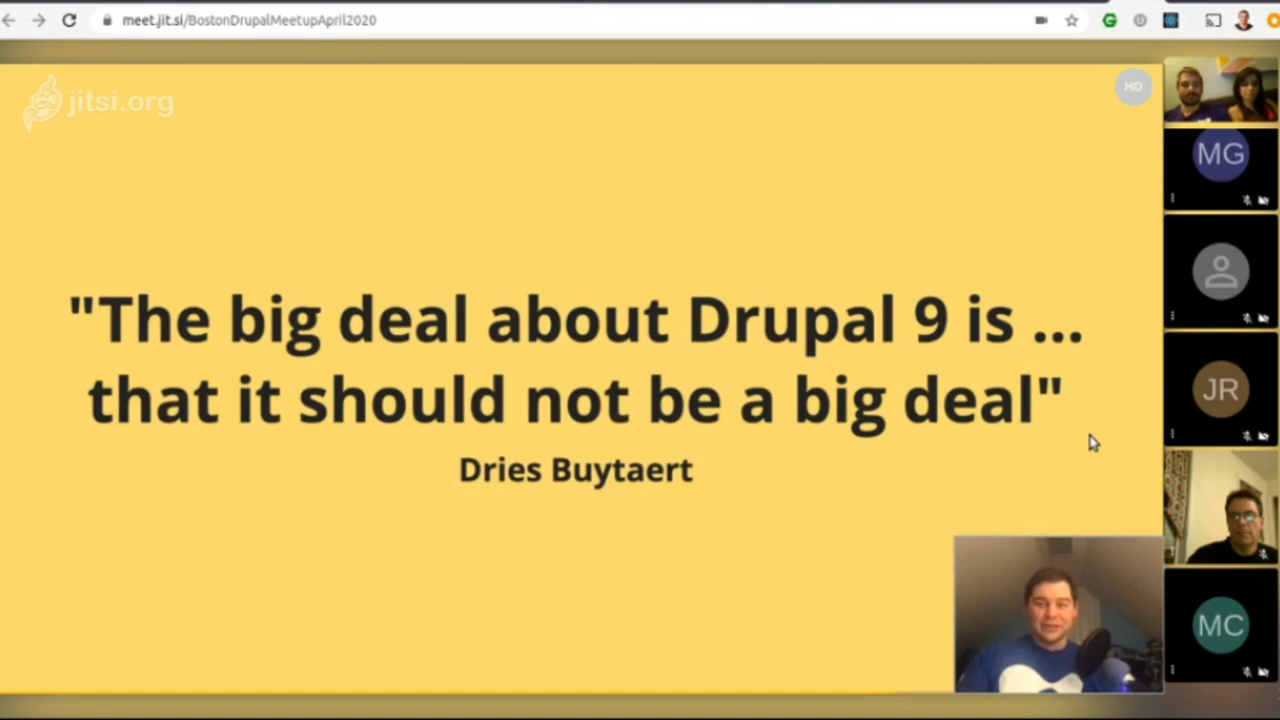 meet.jit.si/BostonDrupalMeetupApril2020
jitsi.org
HD
"The big deal about Drupal 9 is ...
that it should not be a big deal"
Dries Buytaert
MG
JR
MC